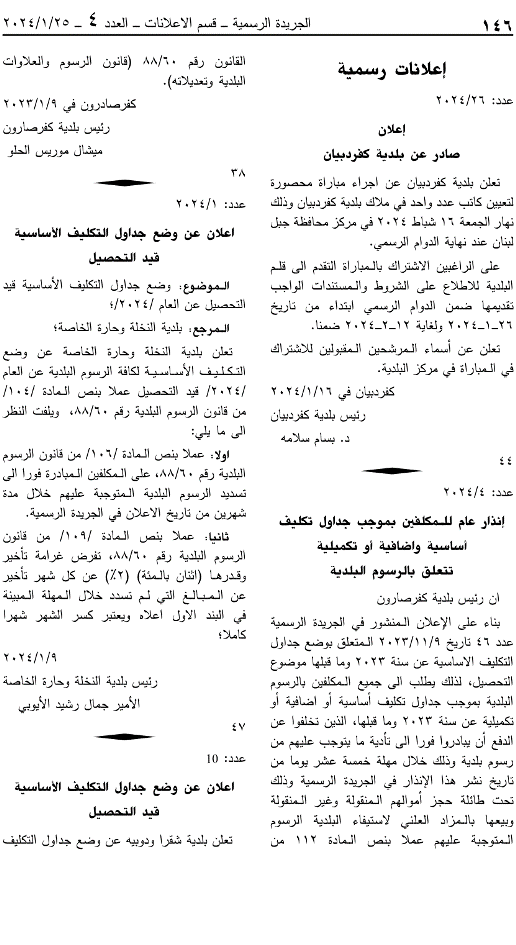 ١٤٦
الجريدة الرسمية – قسم الاعلانات – العدد ٤ – ٢٠٢٤/١/٢٥
إعلانات رسمية
عدد: ٢٠٢٤/٢٦
إعلان
صادر عن بلدية كفردبيان
تعلن بلدية كفردبيان عن اجراء مباراة محصورة
لتعيين كاتب عدد واحد في ملاك بلدية كفردبيان وذلك
نهار الجمعة ١٦ شباط ٢٠٢٤ في مركز محافظة جبل
لبنان عند نهاية الدوام الرسمي.
على الراغبين الاشتراك بالمباراة التقدم الى قلم
البلدية للاطلاع على الشروط والمستندات الواجب
تقديمها ضمن الدوام الرسمي ابتداء من تاريخ
٢٦-١-٢٠٢٤ ولغاية ١٢-٢-٢٠٢٤ ضمنا.
تعلن عن أسماء المرشحين المقبولين للاشتراك
في المباراة في مركز البلدية.
كفردبيان في ٢٠٢٤/١/١٦
رئيس بلدية كفردبيان
د. بسام سلامه
٤٤
عدد: ٢٠٢٤/٤
إنذار عام للمكلفين بموجب جداول تكليف
أساسية واضافية أو تكميلية
تتعلق بالرسوم البلدية
ان رئيس بلدية كفرصارون
بناء على الإعلان المنشور في الجريدة الرسمية
عدد ٤٦ تاريخ ٢٠٢٣/١١/٩ المتعلق بوضع جداول
التكليف الاساسية عن سنة ٢٠٢٣ وما قبلها موضوع
التحصيل، لذلك يطلب الى جميع المكلفين بالرسوم
البلدية بموجب جداول تكليف أساسية أو اضافية أو
تكميلية عن سنة ٢٠٢٣ وما قبلها، الذين تخلفوا عن
الدفع أن يبادروا فورا الى تأدية ما يتوجب عليهم من
رسوم بلدية وذلك خلال مهلة خمسة عشر يوما من
تاريخ نشر هذا الإنذار في الجريدة الرسمية وذلك
تحت طائلة حجز أموالهم المنقولة وغير المنقولة
وبيعها بالمزاد العلني لاستيفاء البلدية الرسوم
المتوجبة عليهم عملا بنص المادة ١١٢ من
القانون رقم ٨٨/٦٠ (قانون الرسوم والعلاوات
البلدية وتعديلاته).
كفرصادرون في ٢٠٢٣/١/٩
رئيس بلدية كفرصارون
ميشال موريس الحلو
٣٨
عدد: ٢٠٢٤/١
اعلان عن وضع جداول التكليف الأساسية
قيد التحصيل
الموضوع: وضع جداول التكليف الأساسية قيد
التحصيل عن العام /٢٠٢٤/؛
المرجع: بلدية النخلة وحارة الخاصة؛
تعلن بلدية النخلة وحارة الخاصة عن وضع
التكليف الأساسية لكافة الرسوم البلدية عن العام
/٢٠٢٤/ قيد التحصيل عملا بنص المادة /١٠٤/
من قانون الرسوم البلدية رقم ٨٨/٦٠، ويلفت النظر
الى ما يلي:
اولا: عملا بنص المادة /١٠٦/ من قانون الرسوم
البلدية رقم ٨٨/٦٠، على المكلفين المبادرة فورا الى
تسديد الرسوم البلدية المتوجبة عليهم خلال مدة
شهرين من تاريخ الاعلان في الجريدة الرسمية.
ثانيا: عملا بنص المادة /١٠٩/ من قانون
الرسوم البلدية رقم ٨٨/٦٠، تفرض غرامة تأخير
وقدرها (اثنان بالمئة) (٢٪) عن كل شهر تأخير
عن المبالغ التي لم تسدد خلال المهلة المبينة
في البند الاول اعلاه ويعتبر كسر الشهر شهرا
كاملا؛
٢٠٢٤/١/٩
رئيس بلدية النخلة وحارة الخاصة
الأمير جمال رشيد الأيوبي
٤٧
عدد: 10
اعلان عن وضع جداول التكليف الأساسية
قيد التحصيل
تعلن بلدية شقرا ودوبيه عن وضع جداول التكليف